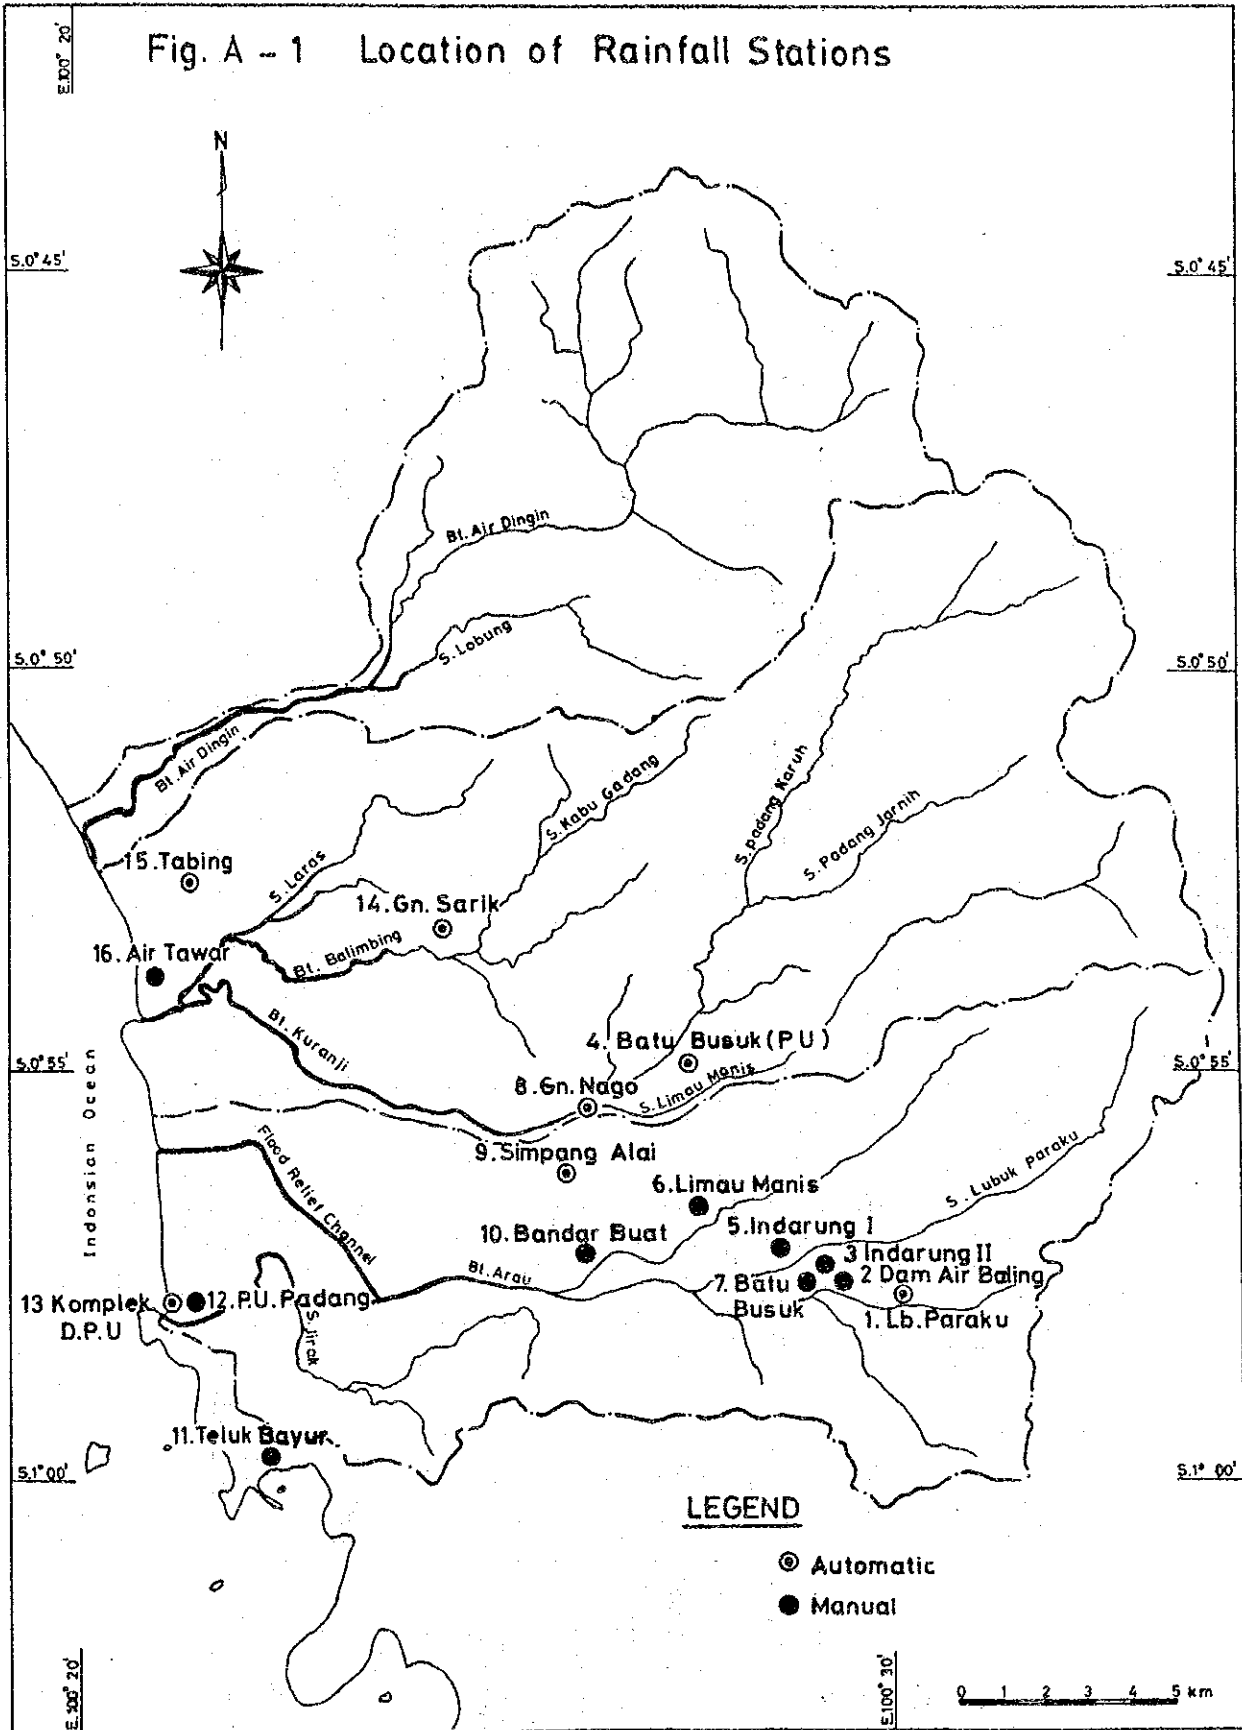 Fig. A - 1 Location of Rainfall Stations
E.100° 20'
N
S.0° 45'
S.0° 45'
Bt. Air Dingin
S. Lobung
S.0° 50'
S.0° 50'
Bt. Air Dingin
S. Kabu Gadang
S. Padang Karuh
S. Padang Jarnih
15. Tabing
S. Laras
14. Gn. Sarik
16. Air Tawar
Bt. Balimbing
Bt. Kuranji
4. Batu Busuk (PU)
S.0° 55'
S.0° 55'
8. Gn. Nago
S. Limau Manis
Indonsian Ocean
Flood Relief Channel
9. Simpang Alai
6. Limau Manis
S. Lubuk Paraku
10. Bandar Buat
5. Indarung I
3 Indarung II
Bt. Arau
7. Batu
Busuk
2 Dam Air Baling
13 Komplek
D.P.U
12. P.U. Padang
1. Lb. Paraku
S. Jirak
11. Teluk Bayur
S.1° 00'
S.1° 00'
LEGEND
Automatic
Manual
E.100° 20'
E.100° 30'
0 1 2 3 4 5 km